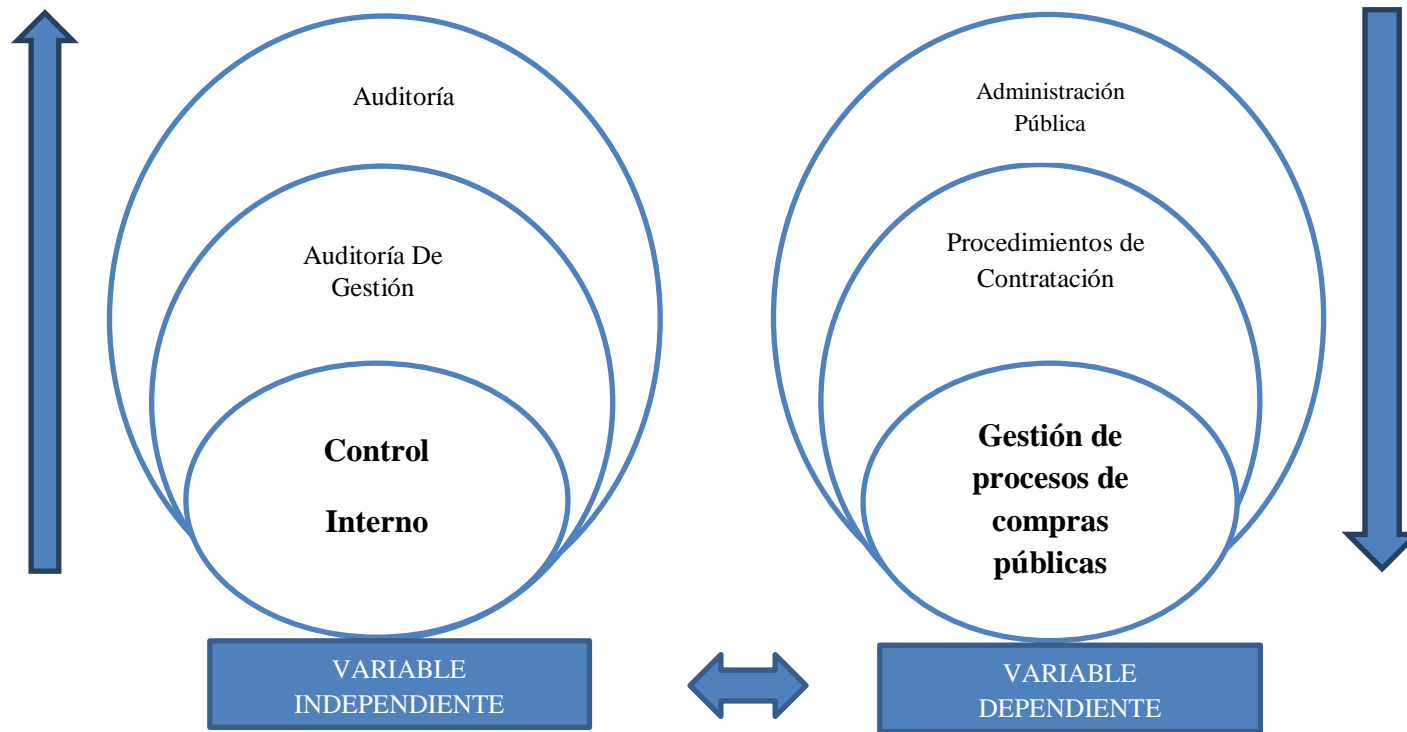 Auditoría
Auditoría De
Gestión
Control
Interno
VARIABLE
INDEPENDIENTE
Administración
Pública
Procedimientos de
Contratación
Gestión de
procesos de
compras
públicas
VARIABLE
DEPENDIENTE